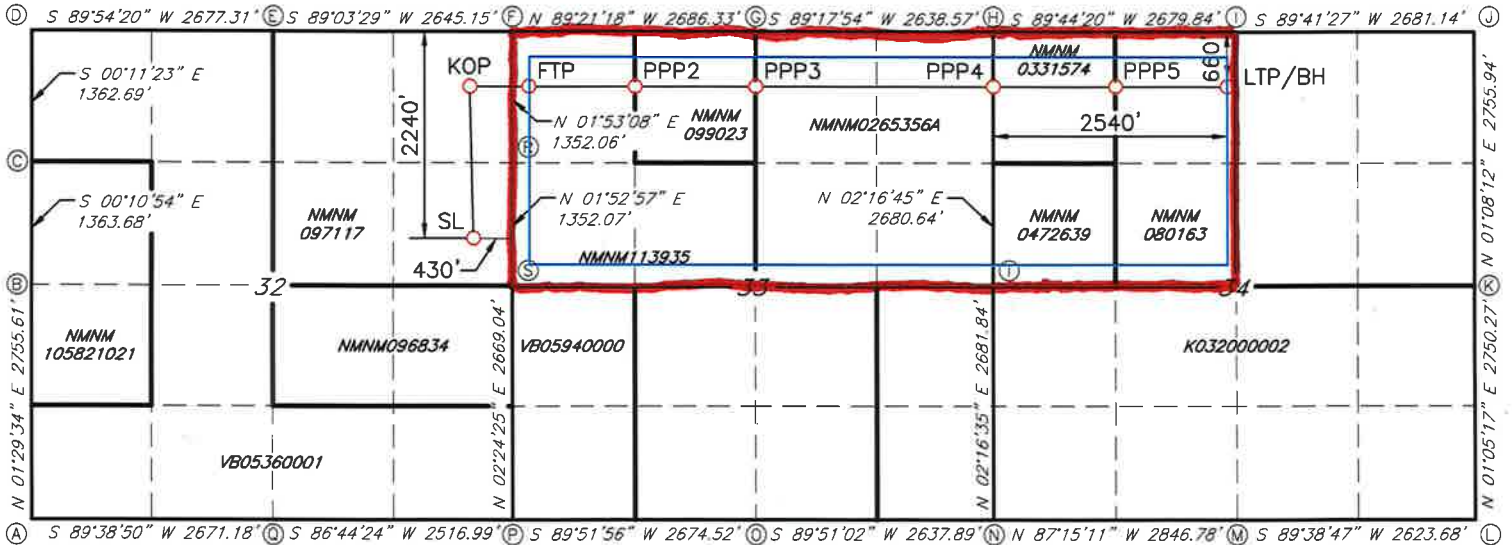 D S 89°54'20" W 2677.31' E S 89°03'29" W 2645.15' F N 89°21'18" W 2686.33' G S 89°17'54" W 2638.57' H S 89°44'20" W 2679.84' I S 89°41'27" W 2681.14' J
S 00°11'23" E
1362.69'
KOP
FTP
PPP2
PPP3
PPP4
NMNM
0331574
PPP5
660'
LTP/BH
2240'
N 01°53'08" E
1352.06'
NMNM
099023
NMNM0265356A
2540'
N 01°08'12" E 2755.94'
R
C
S 00°10'54" E
1363.68'
NMNM
097117
SL
430'
N 01°52'57" E
1352.07'
N 02°16'45" E
2680.64'
NMNM
0472639
NMNM
080163
NMNM113935
S
T
B
32
33
34
K
N 01°29'34" E 2755.61'
NMNM
105821021
NMNM096834
N 02°24'25" E 2669.04'
VB05940000
N 02°16'35" E 2681.84'
K032000002
N 01°05'17" E 2750.27'
VB05360001
A S 89°38'50" W 2671.18' Q S 86°44'24" W 2516.99' P S 89°51'56" W 2674.52' O S 89°51'02" W 2637.89' N N 87°15'11" W 2846.78' M S 89°38'47" W 2623.68' L